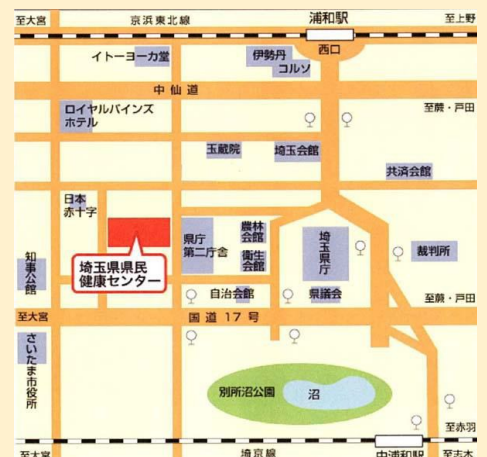 至大宮
京浜東北線
浦和駅
至上野
西口
イトーヨーカ堂
伊勢丹
コルソ
中仙道
ロイヤルパインズ
ホテル
至蕨・戸田
玉蔵院
埼玉会館
共済会館
日本
赤十字
県庁
第二庁舎
農林
会館
衛生
会館
埼玉県庁
裁判所
知事公館
埼玉県県民
健康センター
自治会館
県議会
至蕨・戸田
至大宮
国道17号
さいたま市役所
別所沼公園
沼
至赤羽
至大宮
埼京線
中浦和駅
至志木